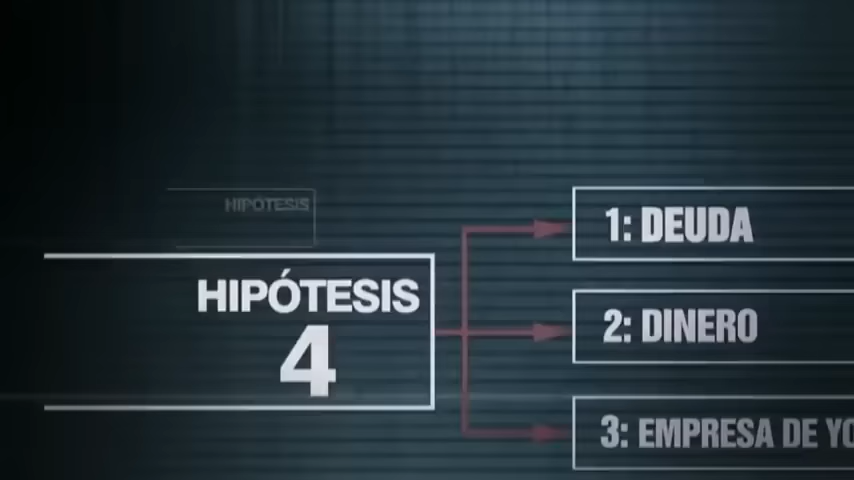 HIPÓTESIS
HIPÓTESIS
4
1: DEUDA
2: DINERO
3: EMPRESA DE